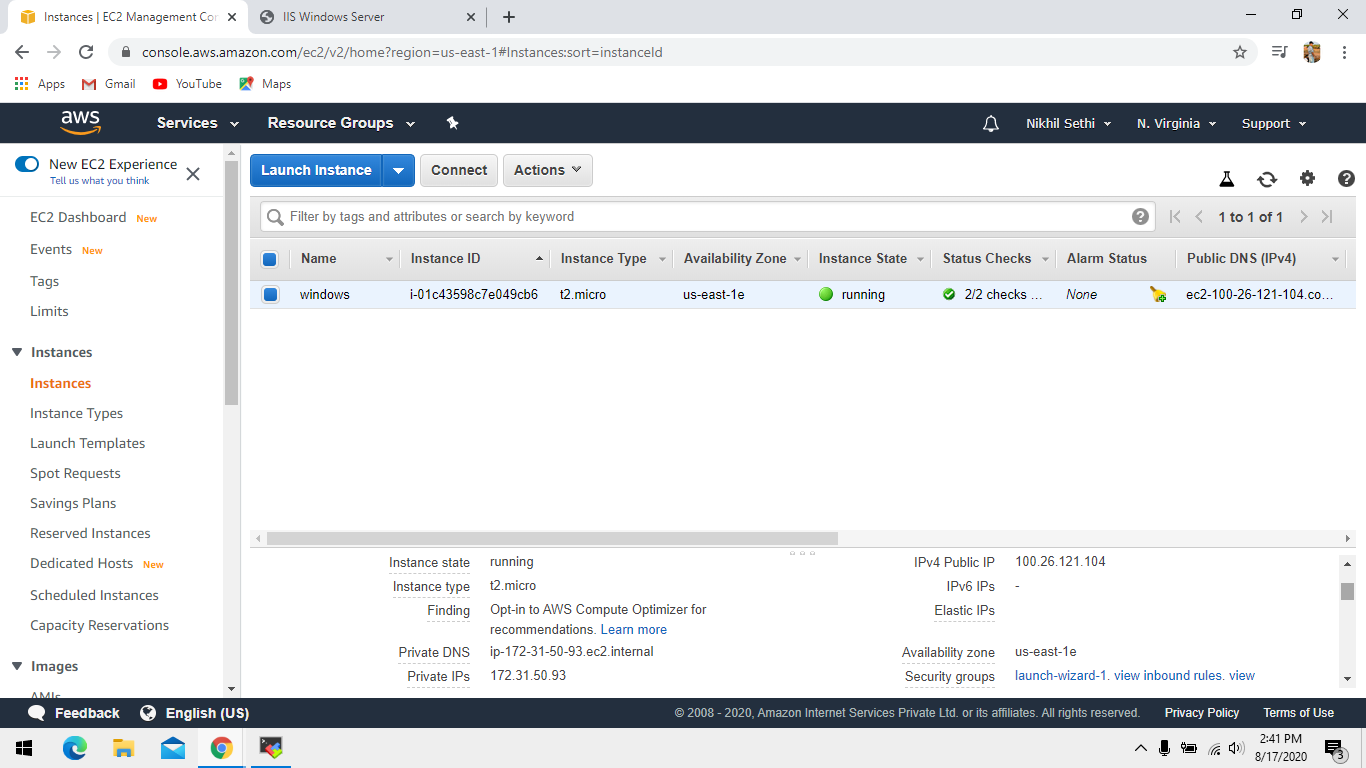 Instances | EC2 Management Con
IIS Windows Server
console.aws.amazon.com/ec2/v2/home?region=us-east-1#Instances:sort=instanceId
Apps Gmail YouTube Maps
aws Services Resource Groups Nikhil Sethi N. Virginia Support
New EC2 Experience
Tell us what you think
EC2 Dashboard New
Events New
Tags
Limits
Instances
Instances
Instance Types
Launch Templates
Spot Requests
Savings Plans
Reserved Instances
Dedicated Hosts New
Scheduled Instances
Capacity Reservations
Images
AMIs
Launch Instance Connect Actions
Filter by tags and attributes or search by keyword 1 to 1 of 1
Name Instance ID Instance Type Availability Zone Instance State Status Checks Alarm Status Public DNS (IPv4)
windows i-01c43598c7e049cb6 t2.micro us-east-1e running 2/2 checks ... None ec2-100-26-121-104.co...
Instance state running
Instance type t2.micro
Finding Opt-in to AWS Compute Optimizer for
recommendations. Learn more
Private DNS ip-172-31-50-93.ec2.internal
Private IPs 172.31.50.93
IPv4 Public IP 100.26.121.104
IPv6 IPs -
Elastic IPs
Availability zone us-east-1e
Security groups launch-wizard-1. view inbound rules. view
Feedback English (US) © 2008 - 2020, Amazon Internet Services Private Ltd. or its affiliates. All rights reserved. Privacy Policy Terms of Use
2:41 PM
8/17/2020
3